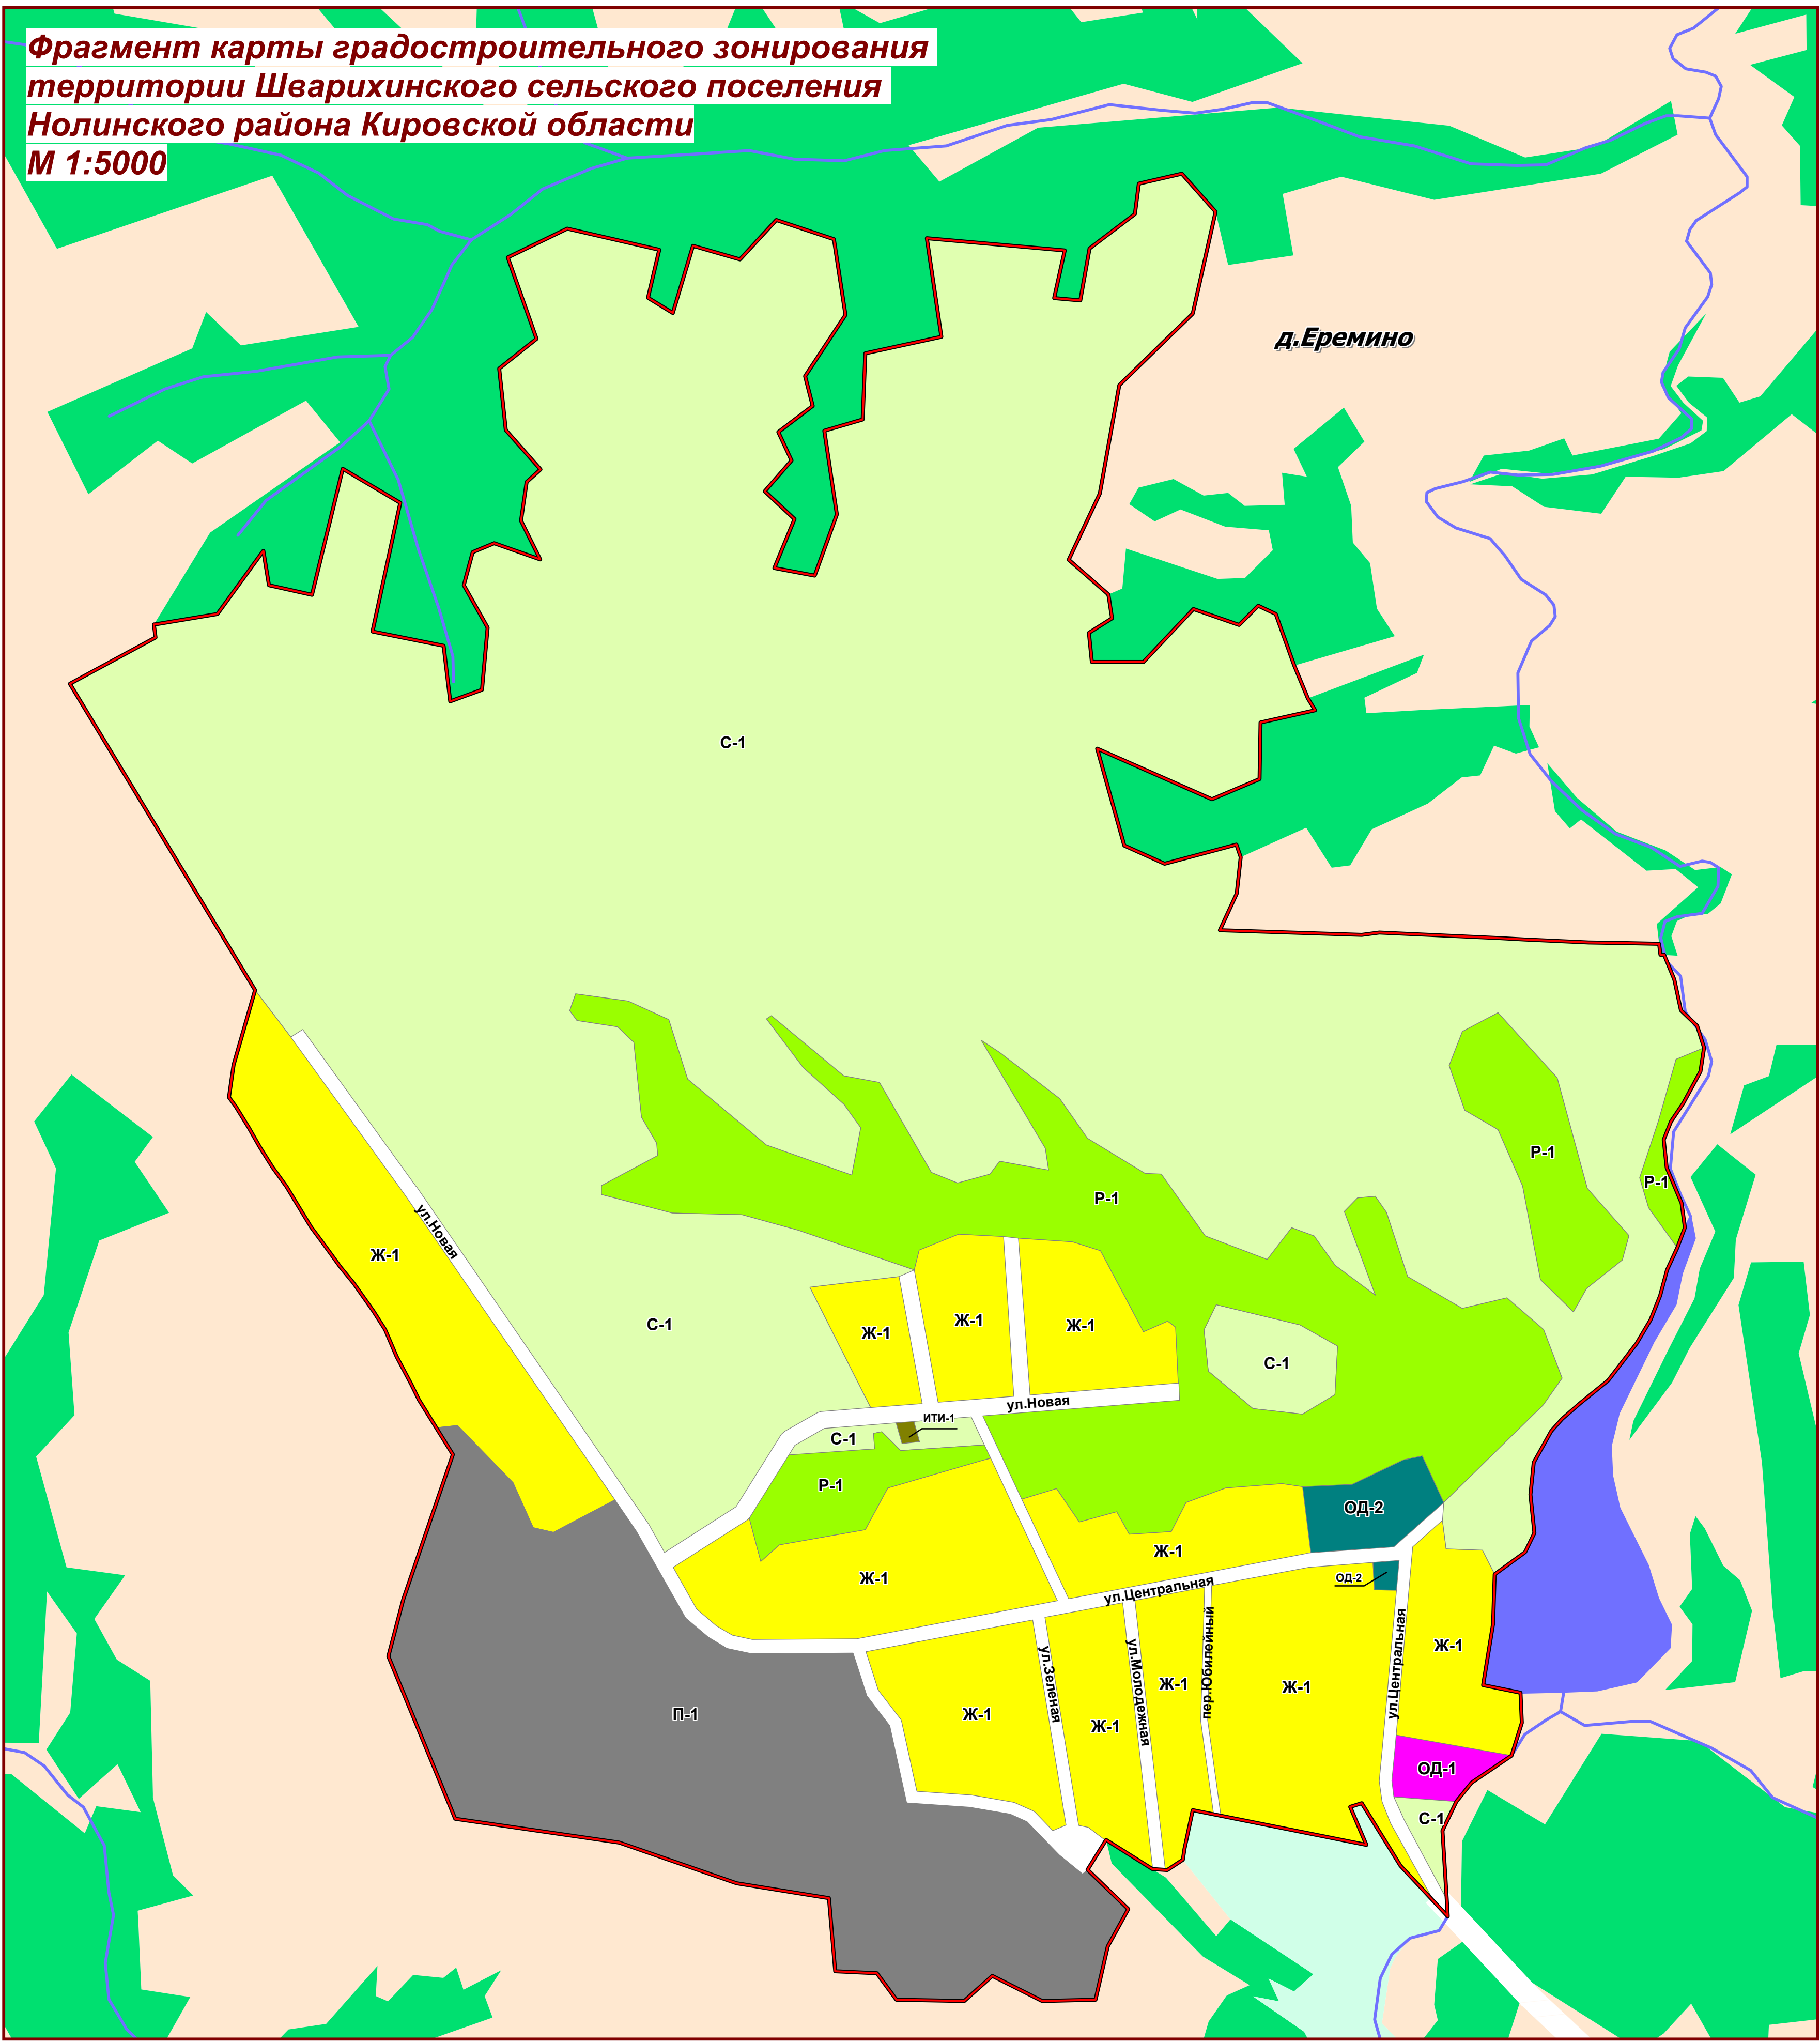 Фрагмент карты градостроительного зонирования
территории Шварихинского сельского поселения
Нолинского района Кировской области
М 1:5000
д.Еремино
С-1
Р-1
Р-1
Р-1
ул.Новая
Ж-1
С-1
Ж-1
Ж-1
Ж-1
С-1
ул.Новая
ИТИ-1
С-1
Р-1
ОД-2
Ж-1
Ж-1
ОД-2
ул.Центральная
ул.Зеленая
ул.Молодежная
пер.Юбилейный
ул.Центральная
Ж-1
Ж-1
Ж-1
Ж-1
Ж-1
П-1
ОД-1
С-1